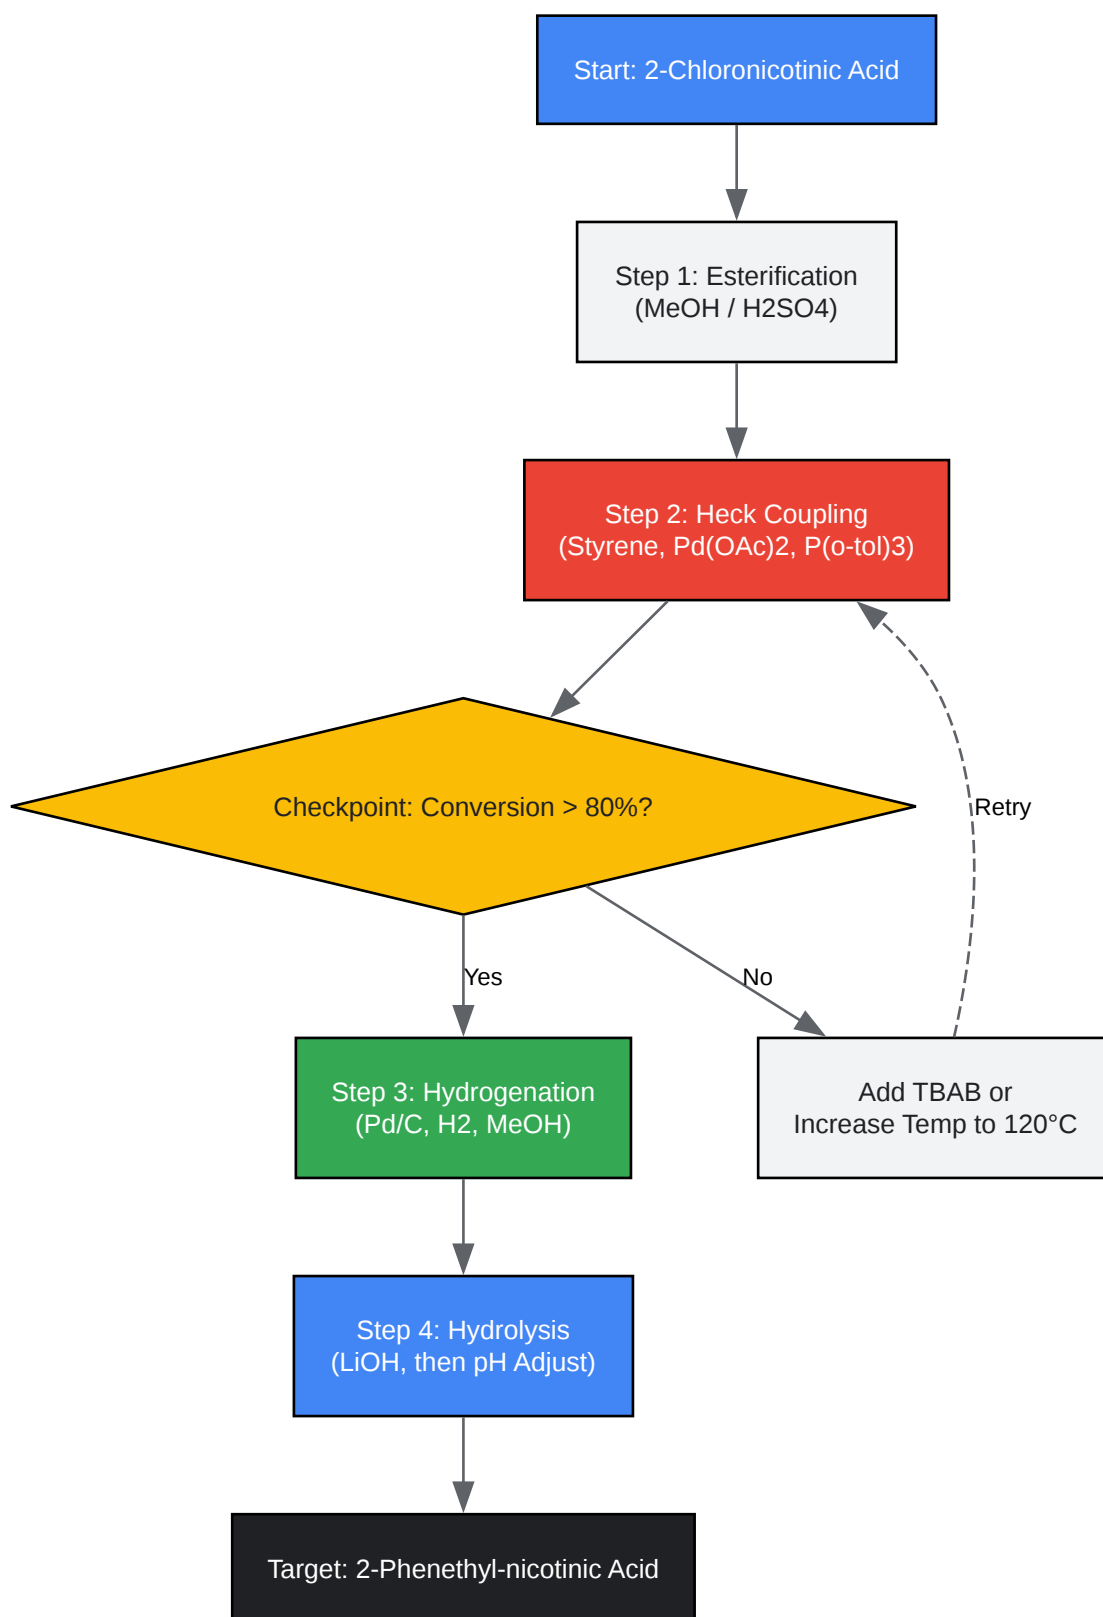 Start: 2-Chloronicotinic Acid
Step 1: Esterification
(MeOH / H2SO4)
Step 2: Heck Coupling
(Styrene, Pd(OAc)2, P(o-tol)3)
Checkpoint: Conversion > 80%?
Retry
Yes
No
Step 3: Hydrogenation
(Pd/C, H2, MeOH)
Add TBAB or
Increase Temp to 120°C
Step 4: Hydrolysis
(LiOH, then pH Adjust)
Target: 2-Phenethyl-nicotinic Acid